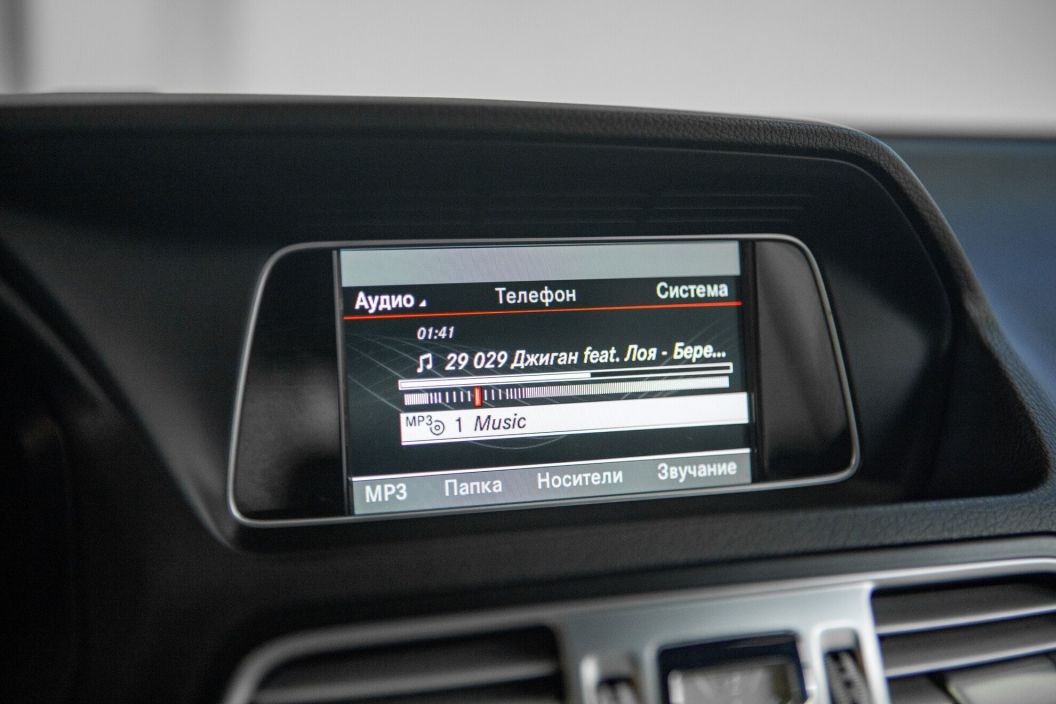 Аудио Телефон Система
01:41
29 029 Джиган feat. Лоя - Бере...
MP3 1 Music
MP3 Папка Носители Звучание